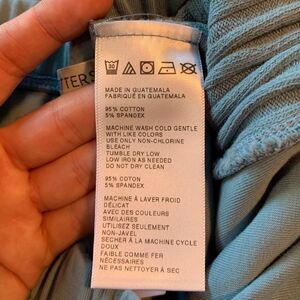 TTERS
MADE IN GUATEMALA
FABRIQUÉ EN GUATEMALA
95% COTTON
5% SPANDEX
MACHINE WASH COLD GENTLE
WITH LIKE COLORS
USE ONLY NON-CHLORINE
BLEACH
TUMBLE DRY LOW
LOW IRON AS NEEDED
DO NOT DRY CLEAN
95% COTON
5% SPANDEX
MACHINE À LAVER FROID
DÉLICAT
AVEC DES COULEURS
SIMILAIRES
UTILISEZ SEULEMENT
NON-JAVEL
SÉCHER À LA MACHINE CYCLE
DOUX
FAIBLE COMME FER
NÉCESSAIRES
NE PAS NETTOYER À SEC